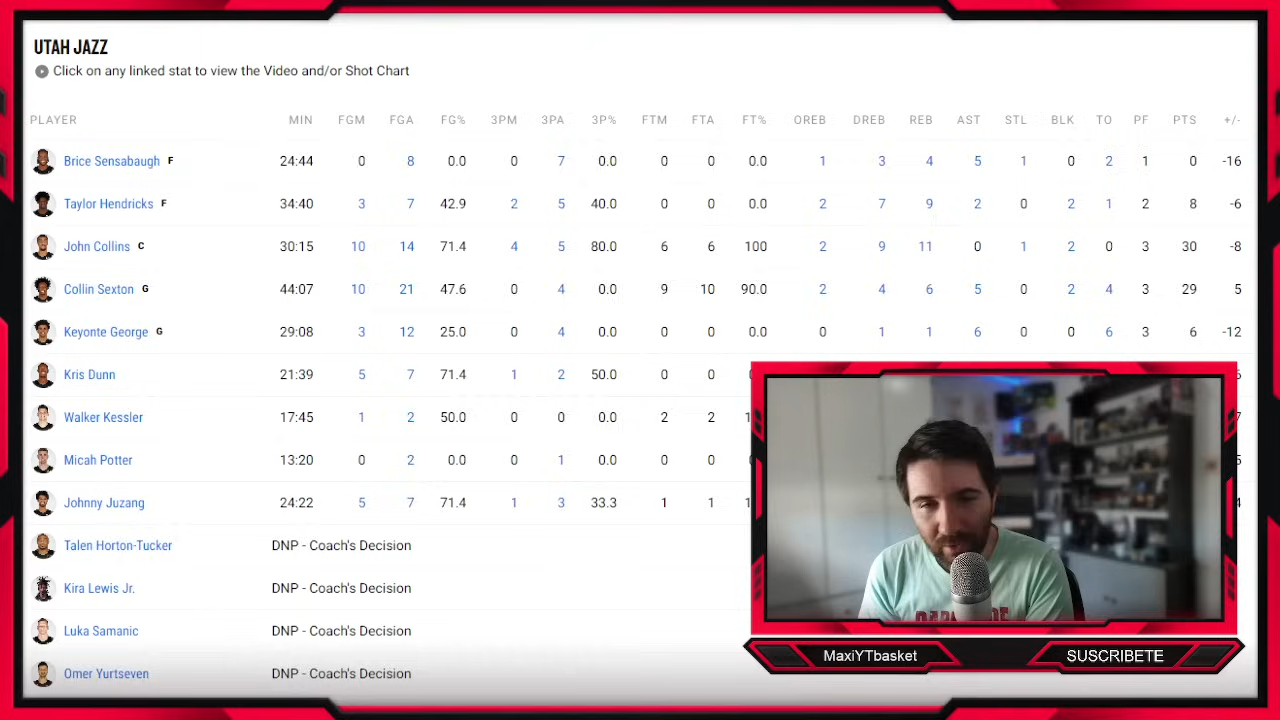 UTAH JAZZ
Click on any linked stat to view the Video and/or Shot Chart
PLAYER MIN FGM FGA FG% 3PM 3PA 3P% FTM FTA FT% OREB DREB REB AST STL BLK TO PF PTS +/-
Brice Sensabaugh F 24:44 0 8 0.0 0 7 0.0 0 0 0.0 1 3 4 5 1 0 2 1 0 -16
Taylor Hendricks F 34:40 3 7 42.9 2 5 40.0 0 0 0.0 2 7 9 2 0 2 1 2 8 -6
John Collins C 30:15 10 14 71.4 4 5 80.0 6 6 100 2 9 11 0 1 2 0 3 30 -8
Collin Sexton G 44:07 10 21 47.6 0 4 0.0 9 10 90.0 2 4 6 5 0 2 4 3 29 5
Keyonte George G 29:08 3 12 25.0 0 4 0.0 0 0 0.0 0 1 1 6 0 0 6 3 6 -12
Kris Dunn 21:39 5 7 71.4 1 2 50.0 0 0
Walker Kessler 17:45 1 2 50.0 0 0 0.0 2 2
Micah Potter 13:20 0 2 0.0 0 1 0.0 0 0
Johnny Juzang 24:22 5 7 71.4 1 3 33.3 1 1
Talen Horton-Tucker DNP - Coach's Decision
Kira Lewis Jr. DNP - Coach's Decision
Luka Samanic DNP - Coach's Decision
Omer Yurtseven DNP - Coach's Decision
MaxiYTbasket
SUSCRIBETE